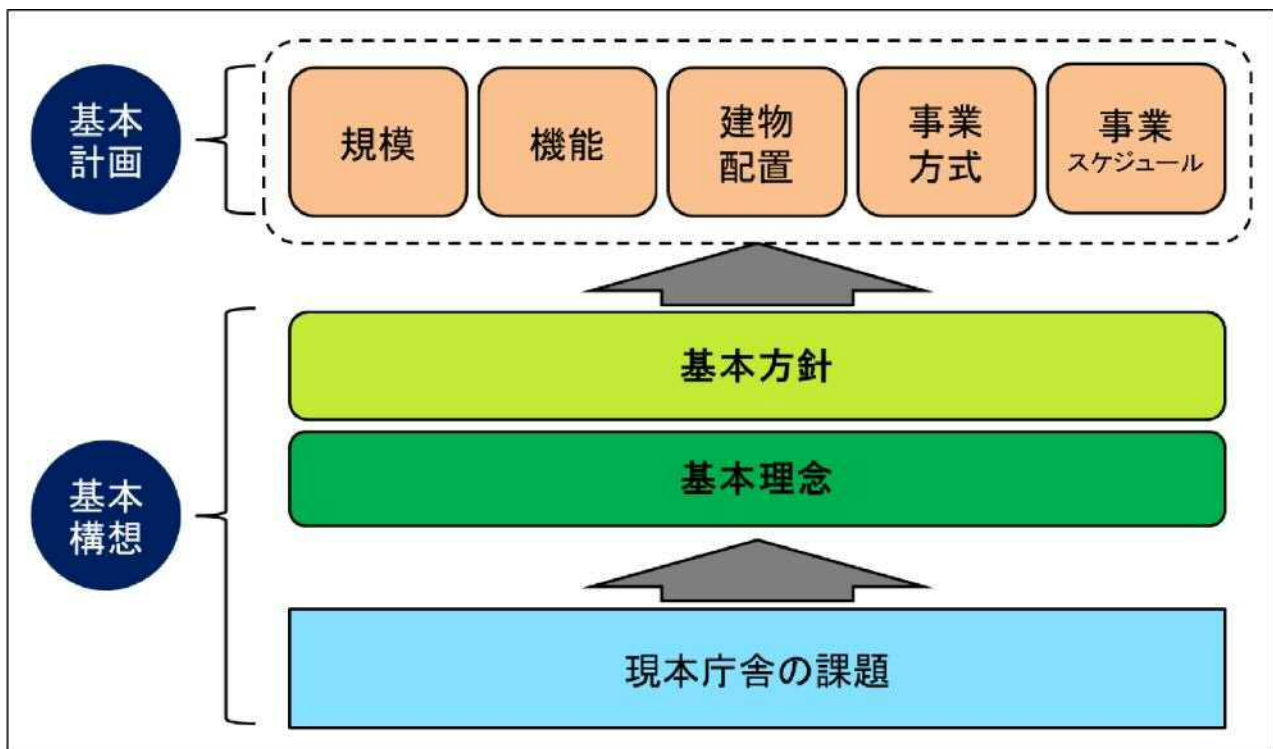 基本
計画
規模
機能
建物
配置
事業
方式
事業
スケジュール
基本方針
基本理念
基本
構想
現本庁舎の課題